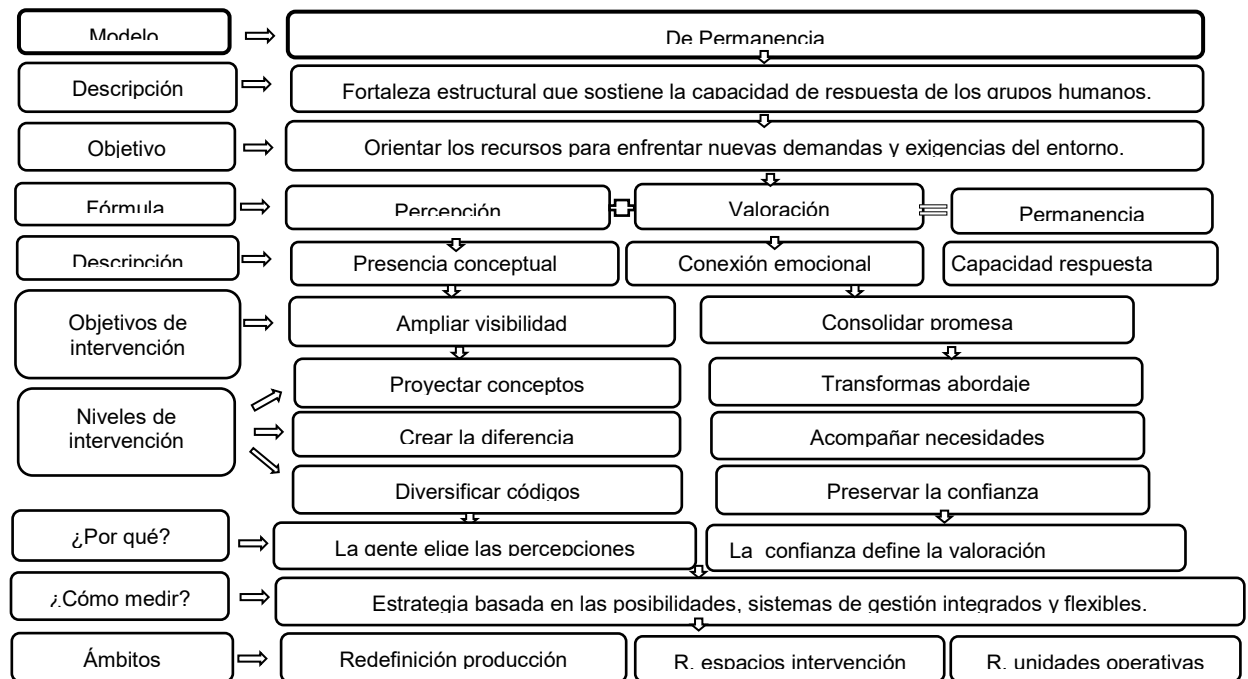 Modelo
De Permanencia
Descripción
Fortaleza estructural que sostiene la capacidad de respuesta de los grupos humanos.
Objetivo
Orientar los recursos para enfrentar nuevas demandas y exigencias del entorno.
Fórmula
Percepción
Valoración
Permanencia
Descripción
Presencia conceptual
Conexión emocional
Capacidad respuesta
Objetivos de
intervención
Ampliar visibilidad
Consolidar promesa
Niveles de
intervención
Proyectar conceptos
Transformas abordaje
Crear la diferencia
Acompañar necesidades
Diversificar códigos
Preservar la confianza
¿Por qué?
La gente elige las percepciones
La confianza define la valoración
¿Cómo medir?
Estrategia basada en las posibilidades, sistemas de gestión integrados y flexibles.
Ámbitos
Redefinición producción
R. espacios intervención
R. unidades operativas